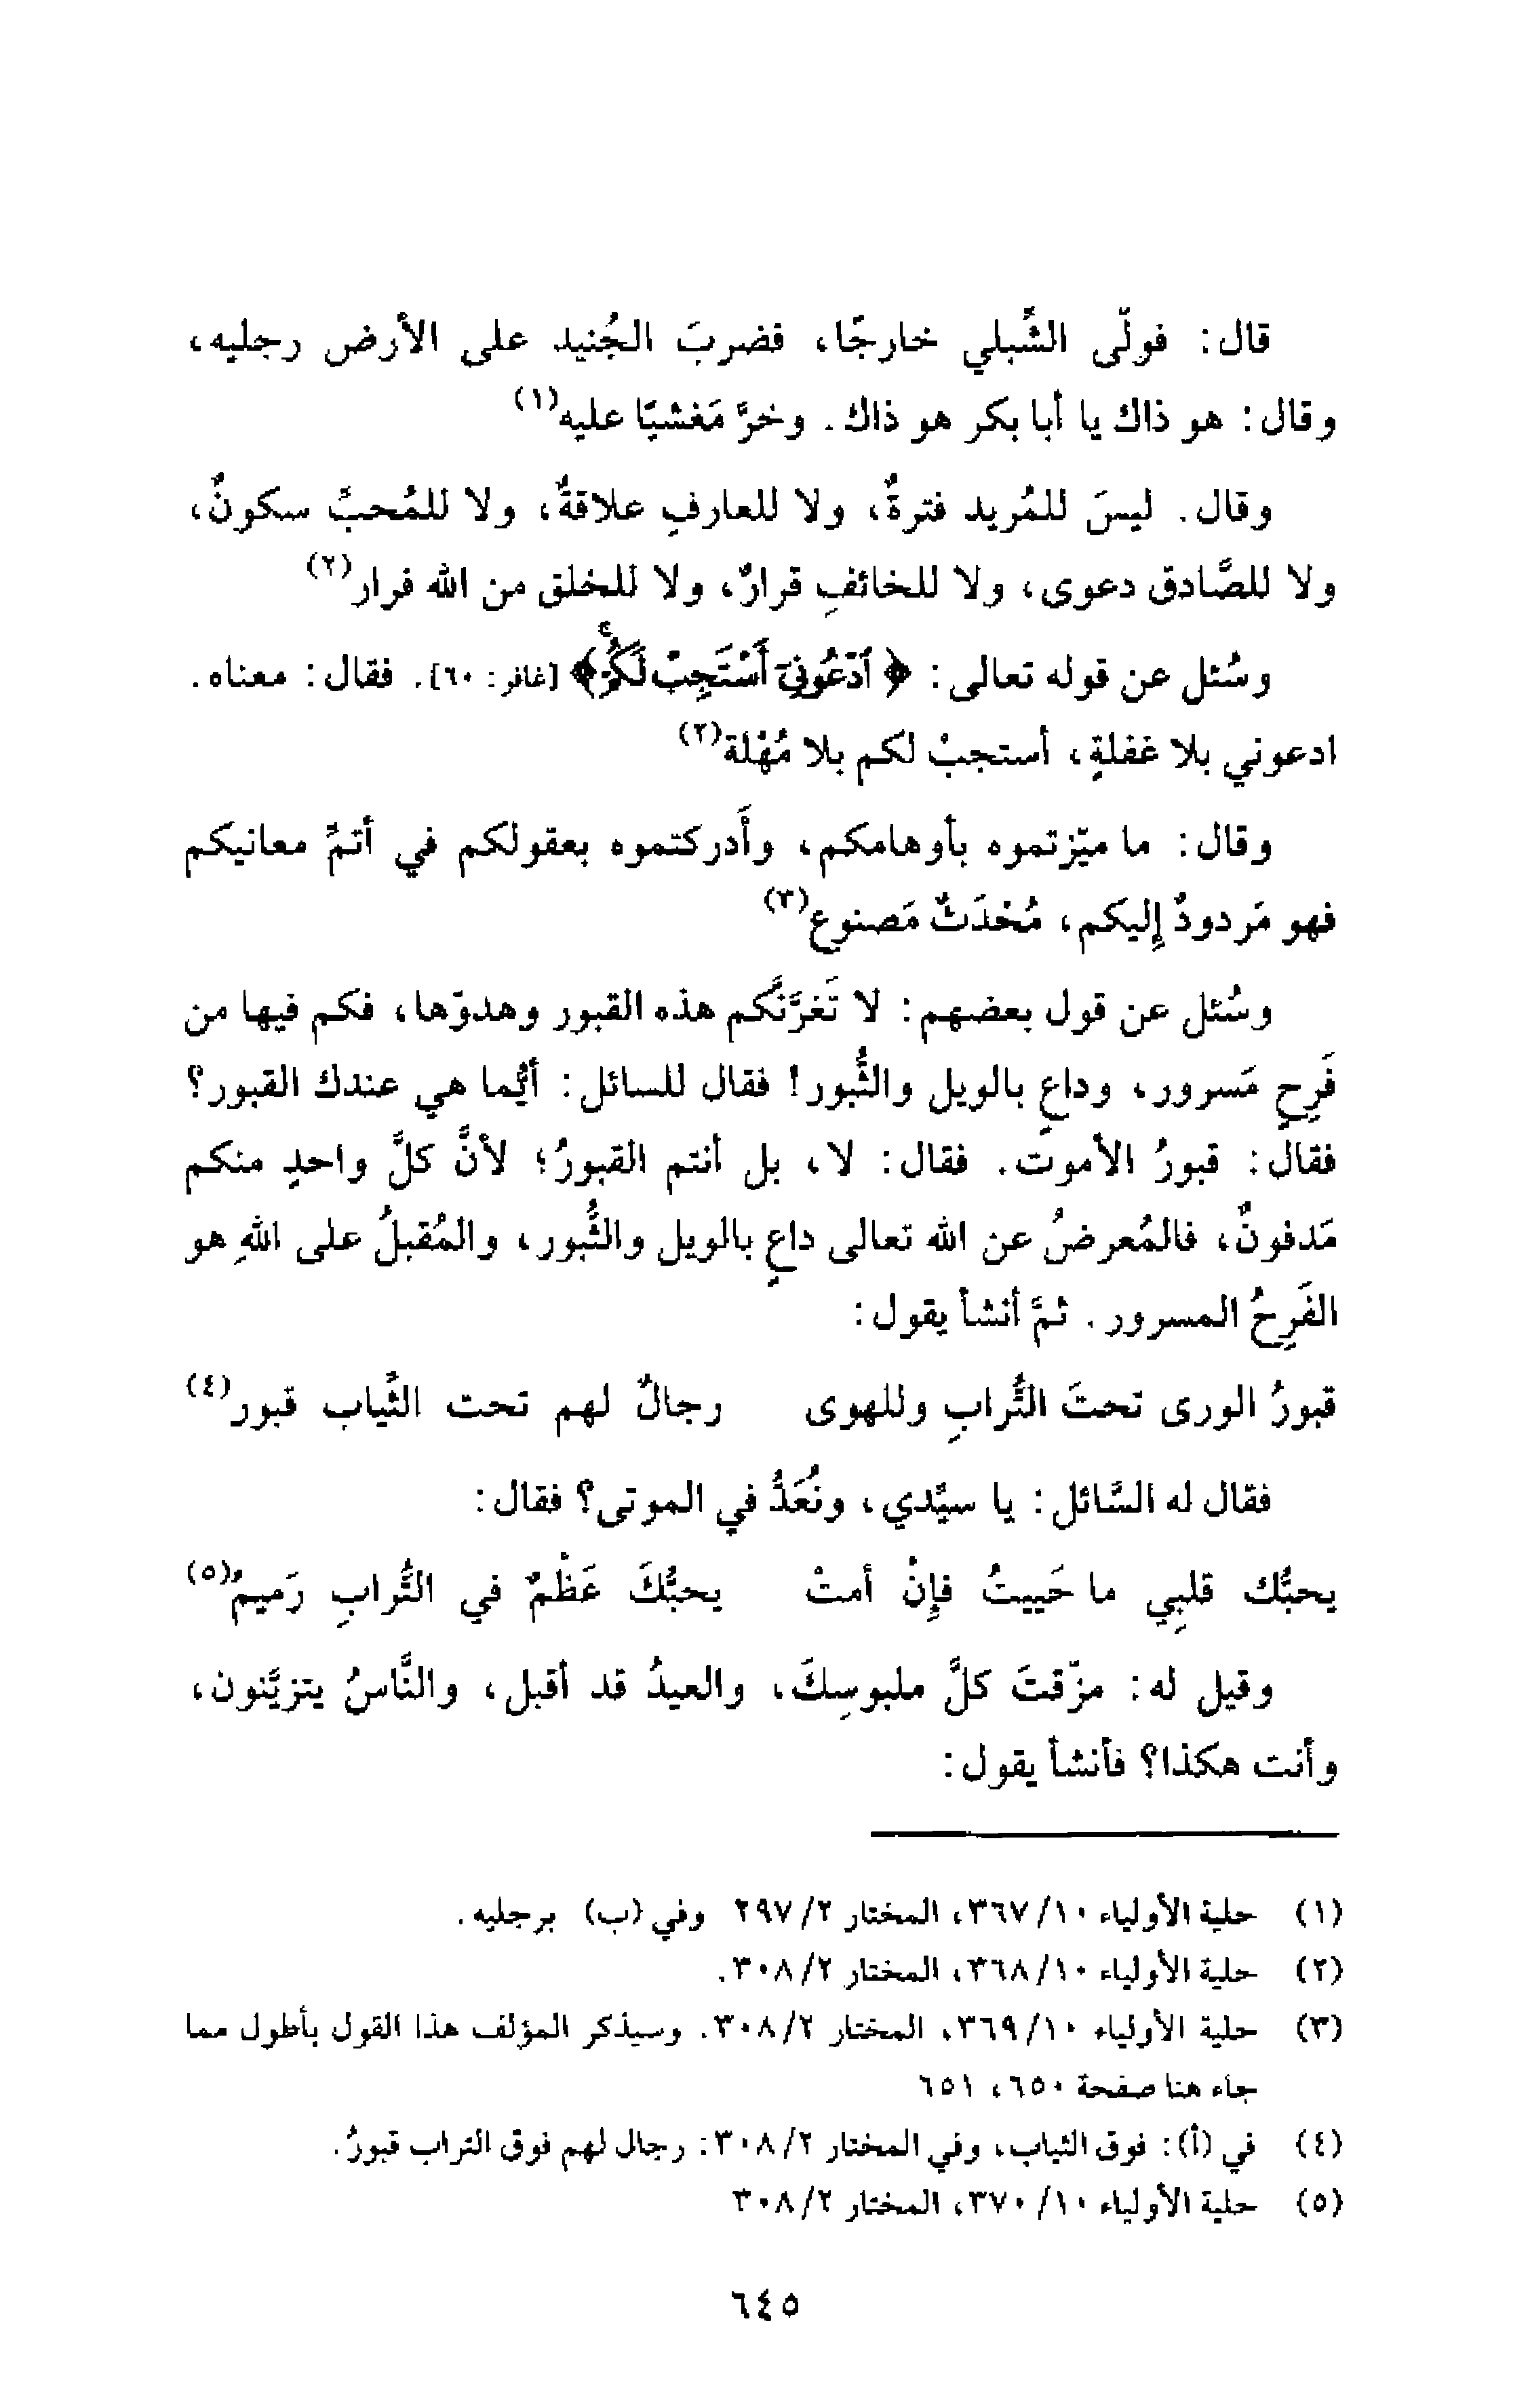 قال: فولّى الشِّبلي خارجًا، فضربَ الجُنيد على الأرض رجليه،
وقال: هو ذاك يا أبا بكر هو ذاك. وخرَّ مَغشيًا عليه(١)
وقال. ليسَ للمُريد فترةٌ، ولا للعارفِ علاقةٌ، ولا للمُحبِّ سكونٌ،
ولا للصَّادق دعوى، ولا للخائفِ قرارٌ، ولا للخلق من الله فرار(٢)
وسُئل عن قوله تعالى: ﴿ ٱدْعُونِىٓ أَسْتَجِبْ لَكُمْ ۚ﴾ [غافر: ٦٠]. فقال: معناه.
ادعوني بلا غفلةٍ، أستجبْ لكم بلا مُهْلة(٢)
وقال: ما ميّزتموه بأوهامكم، وأَدركتموه بعقولكم في أتمِّ معانيكم
فهو مَردودٌ إليكم، مُحْدَثٌ مَصنوع(٣)
وسُئل عن قول بعضهم: لا تَغرَّنَّكم هذه القبور وهدوّها، فكم فيها من
فَرِحٍ مَسرور، وداعٍ بالويل والثُّبور! فقال للسائل: أيُّما هي عندك القبور؟
فقال: قبورُ الأموت. فقال: لا، بل أنتم القبورُ؛ لأنَّ كلَّ واحدٍ منكم
مَدفونٌ، فالمُعرضُ عن الله تعالى داعٍ بالويل والثُّبور، والمُقبلُ على اللهِ هو
الفَرِحُ المسرور. ثمَّ أنشأ يقول:
قبورُ الورى تحتَ التُّرابِ وللهوى رجالٌ لهم تحت الثِّياب قبور(٤)
فقال له السَّائل: يا سيِّدي، ونُعَدُّ في الموتى؟ فقال:
يحبُّك قلبِي ما حَييتُ فإنْ أمتْ يحبُّكَ عَظْمٌ في التُّرابِ رَميمُ(٥)
وقيل له: مزّقتَ كلَّ ملبوسِكَ، والعيدُ قد أقبل، والنَّاسُ يتزيَّنون،
وأنت هكذا؟ فأنشأ يقول:
(١) حلية الأولياء ١٠/٣٦٧، المختار ٢/٢٩٧ وفي (ب) برجليه.
(٢) حلية الأولياء ١٠/٣٦٨، المختار ٢/٣٠٨.
(٣) حلية الأولياء ١٠/٣٦٩، المختار ٢/٣٠٨. وسيذكر المؤلف هذا القول بأطول مما
جاء هنا صفحة ٦٥٠، ٦٥١
(٤) في (أ): فوق الثياب، وفي المختار ٢/٣٠٨: رجال لهم فوق التراب قبورُ.
(٥) حلية الأولياء ١٠/٣٧٠، المختار ٢/٣٠٨
٦٤٥